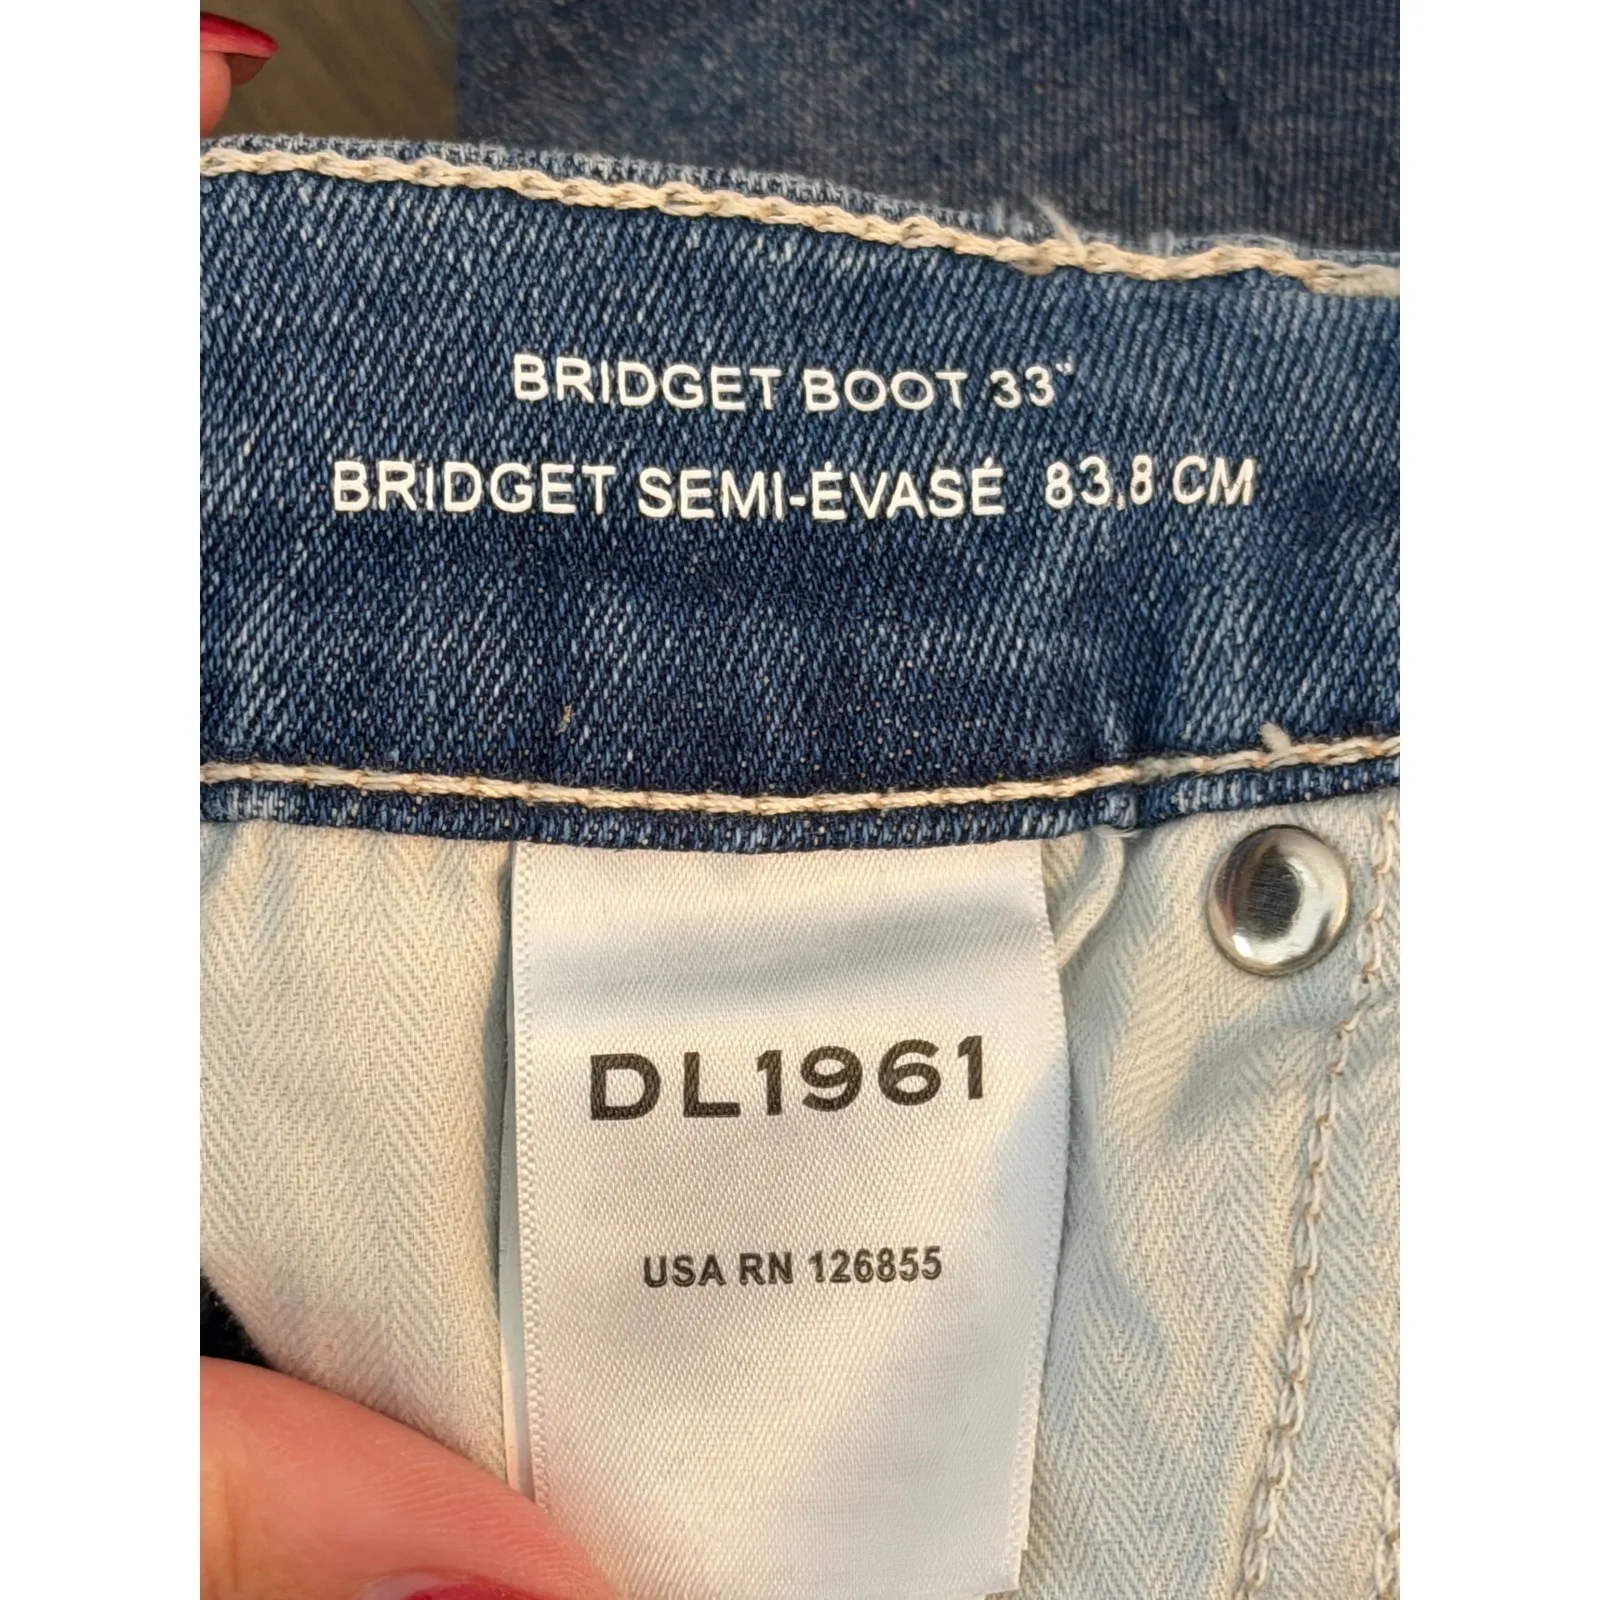 BRIDGET BOOT 33"
BRIDGET SEMI-ÉVASÉ 83,8 CM
DL1961
USA RN 126855